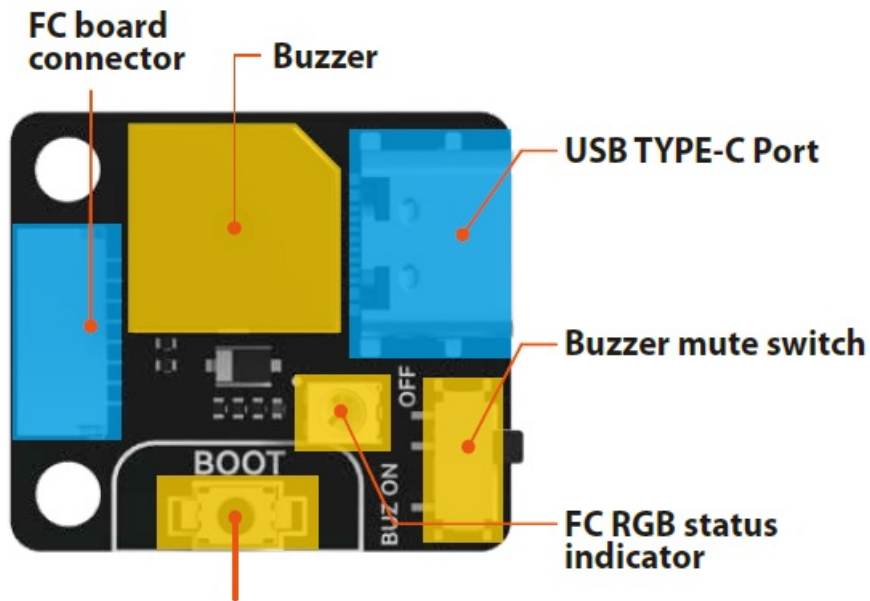 FC board
connector
Buzzer
USB TYPE-C Port
Buzzer mute switch
OFF
BOOT
BUZ ON
FC RGB status
indicator